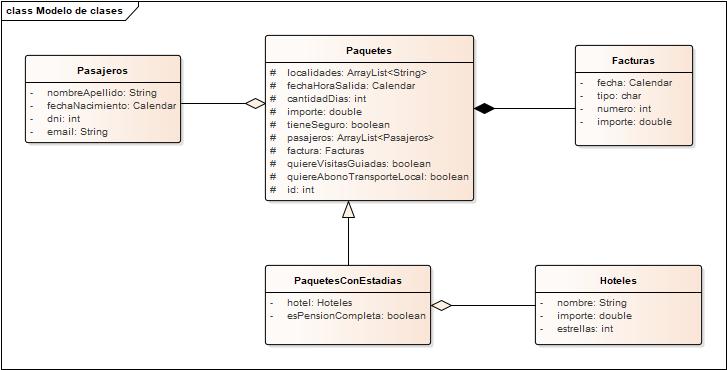 class Modelo de clases
Pasajeros
- nombreApellido: String
- fechaNacimiento: Calendar
- dni: int
- email: String
Paquetes
# localidades: ArrayList<String>
# fechaHoraSalida: Calendar
# cantidadDias: int
# importe: double
# tieneSeguro: boolean
# pasajeros: ArrayList<Pasajeros>
# factura: Facturas
# quiereVisitasGuiadas: boolean
# quiereAbonoTransporteLocal: boolean
# id: int
Facturas
- fecha: Calendar
- tipo: char
- numero: int
- importe: double
PaquetesConEstadias
- hotel: Hoteles
- esPensionCompleta: boolean
Hoteles
- nombre: String
- importe: double
- estrellas: int